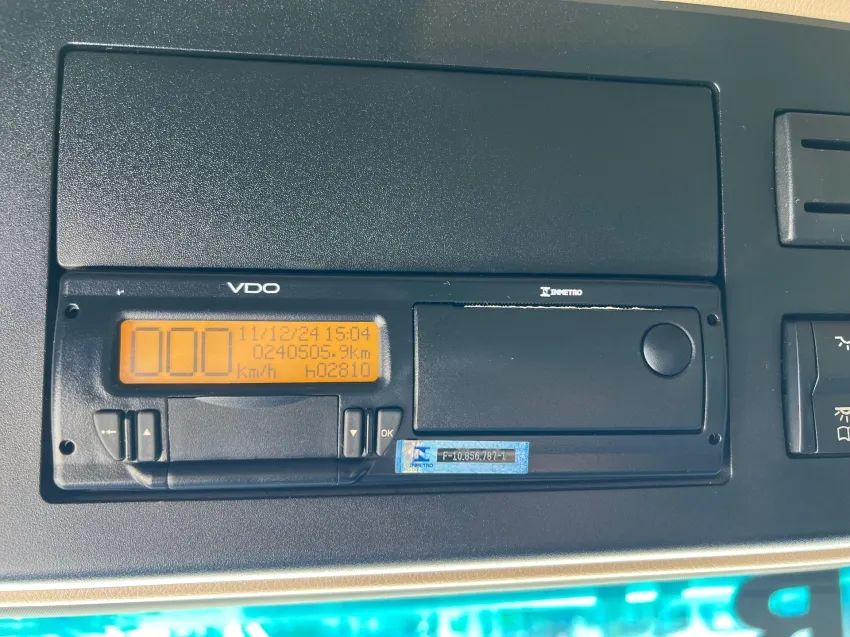 VDO
INMETRO
000
11/12/24 15:04
0240505.9km
km/h h02810
OK
INMETRO
F-10.856.787-1